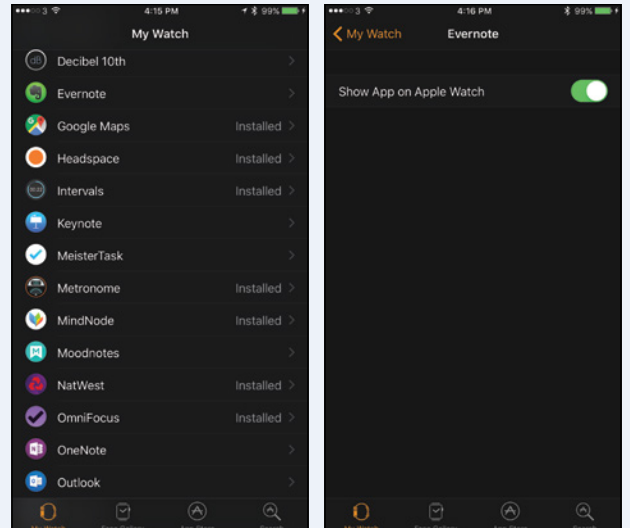 3 4:15 PM 99%
My Watch
dB Decibel 10th
Evernote
Google Maps Installed
Headspace Installed
Intervals Installed
Keynote
MeisterTask
Metronome Installed
MindNode Installed
Moodnotes
NatWest Installed
OmniFocus Installed
OneNote
Outlook
3 4:16 PM 99%
My Watch Evernote
Show App on Apple Watch